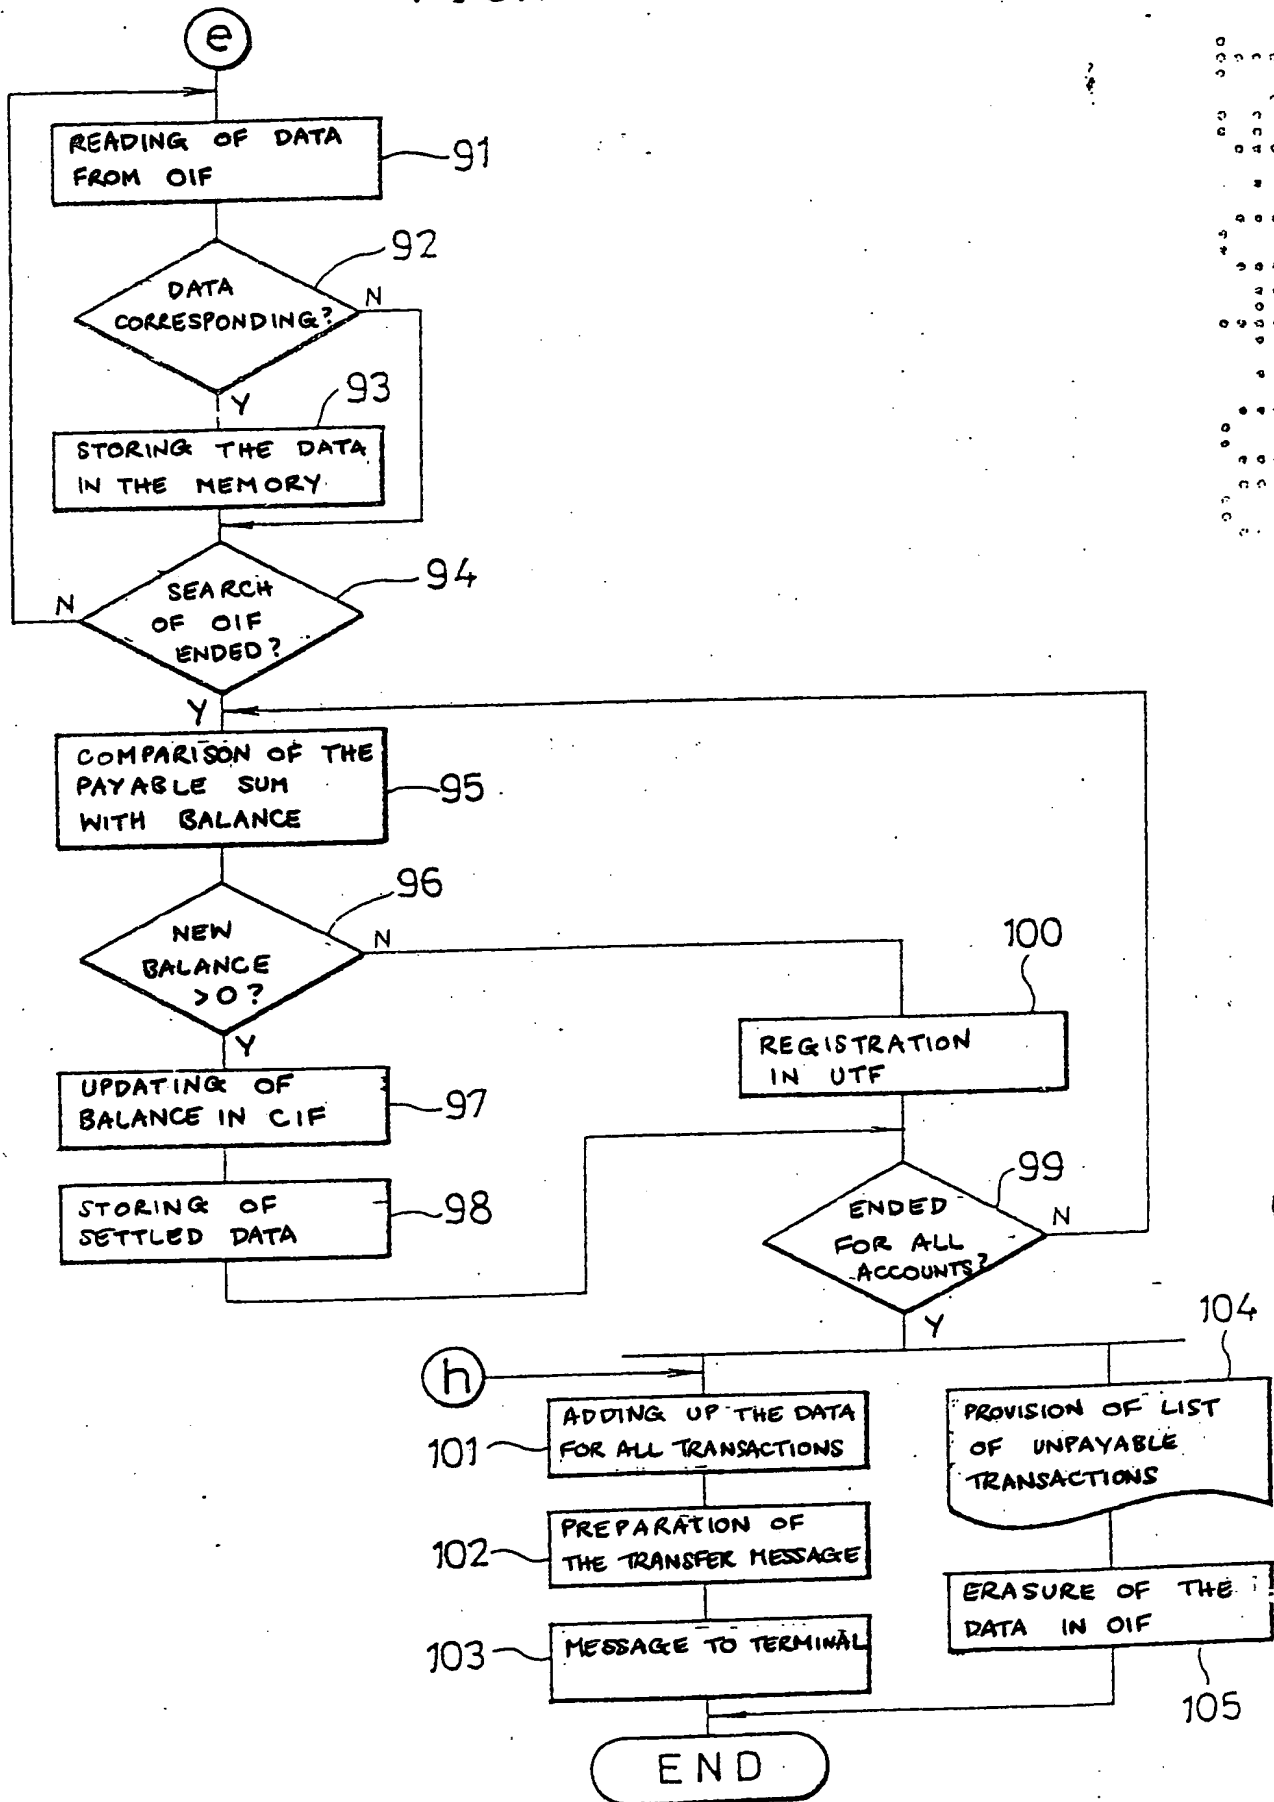 e
READING OF DATA
FROM OIF
91
92
DATA
CORRESPONDING?
N
Y
93
STORING THE DATA
IN THE MEMORY
94
SEARCH
OF OIF
ENDED?
N
Y
COMPARISON OF THE
PAYABLE SUM
WITH BALANCE
95
96
NEW
BALANCE
>0?
N
Y
100
REGISTRATION
IN UTF
UPDATING OF
BALANCE IN CIF
97
STORING OF
SETTLED DATA
98
99
ENDED
FOR ALL
ACCOUNTS?
N
Y
h
104
ADDING UP THE DATA
FOR ALL TRANSACTIONS
101
PROVISION OF LIST
OF UNPAYABLE
TRANSACTIONS
PREPARATION OF
THE TRANSFER MESSAGE
102
ERASURE OF THE
DATA IN OIF
105
MESSAGE TO TERMINAL
103
END